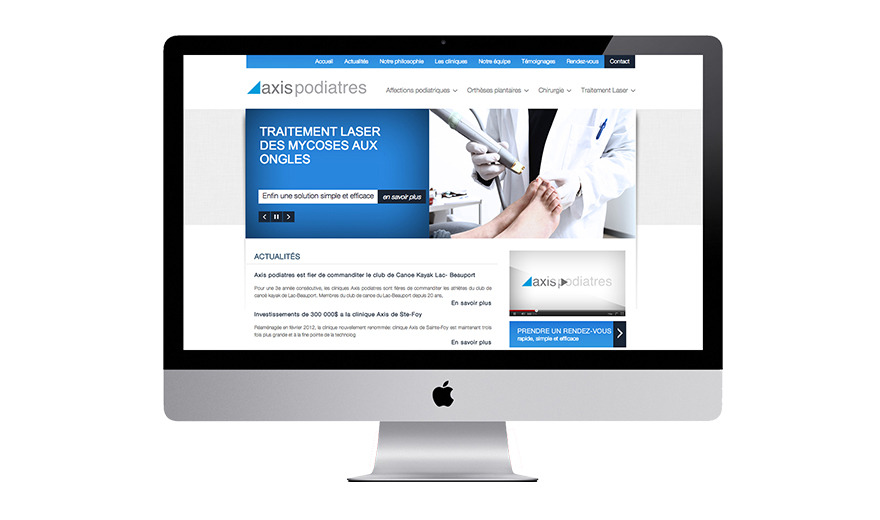 Accueil Actualités Notre philosophie Les cliniques Notre équipe Témoignages Rendez-vous Contact
axis podiatres
Affections podiatriques Orthèses plantaires Chirurgie Traitement Laser
TRAITEMENT LASER
DES MYCOSES AUX
ONGLES
Enfin une solution simple et efficace en savoir plus
ACTUALITÉS
Axis podiatres est fier de commanditer le club de Canoe Kayak Lac- Beauport
Pour une 3e année consécutive, les cliniques Axis podiatres sont fières de commanditer les athlètes du club de
canoë kayak de Lac-Beauport. Membres du club de canoe du Lac-Beauport depuis 20 ans,
En savoir plus
Investissements de 300 000$ a la clinique Axis de Ste-Foy
Réaménagée en février 2012, la clinique nouvellement renommée: clinique Axis de Sainte-Foy est maintenant trois
fois plus grande et à la fine pointe de la technolog
En savoir plus
axis podiatres
PRENDRE UN RENDEZ-VOUS
rapide, simple et efficace